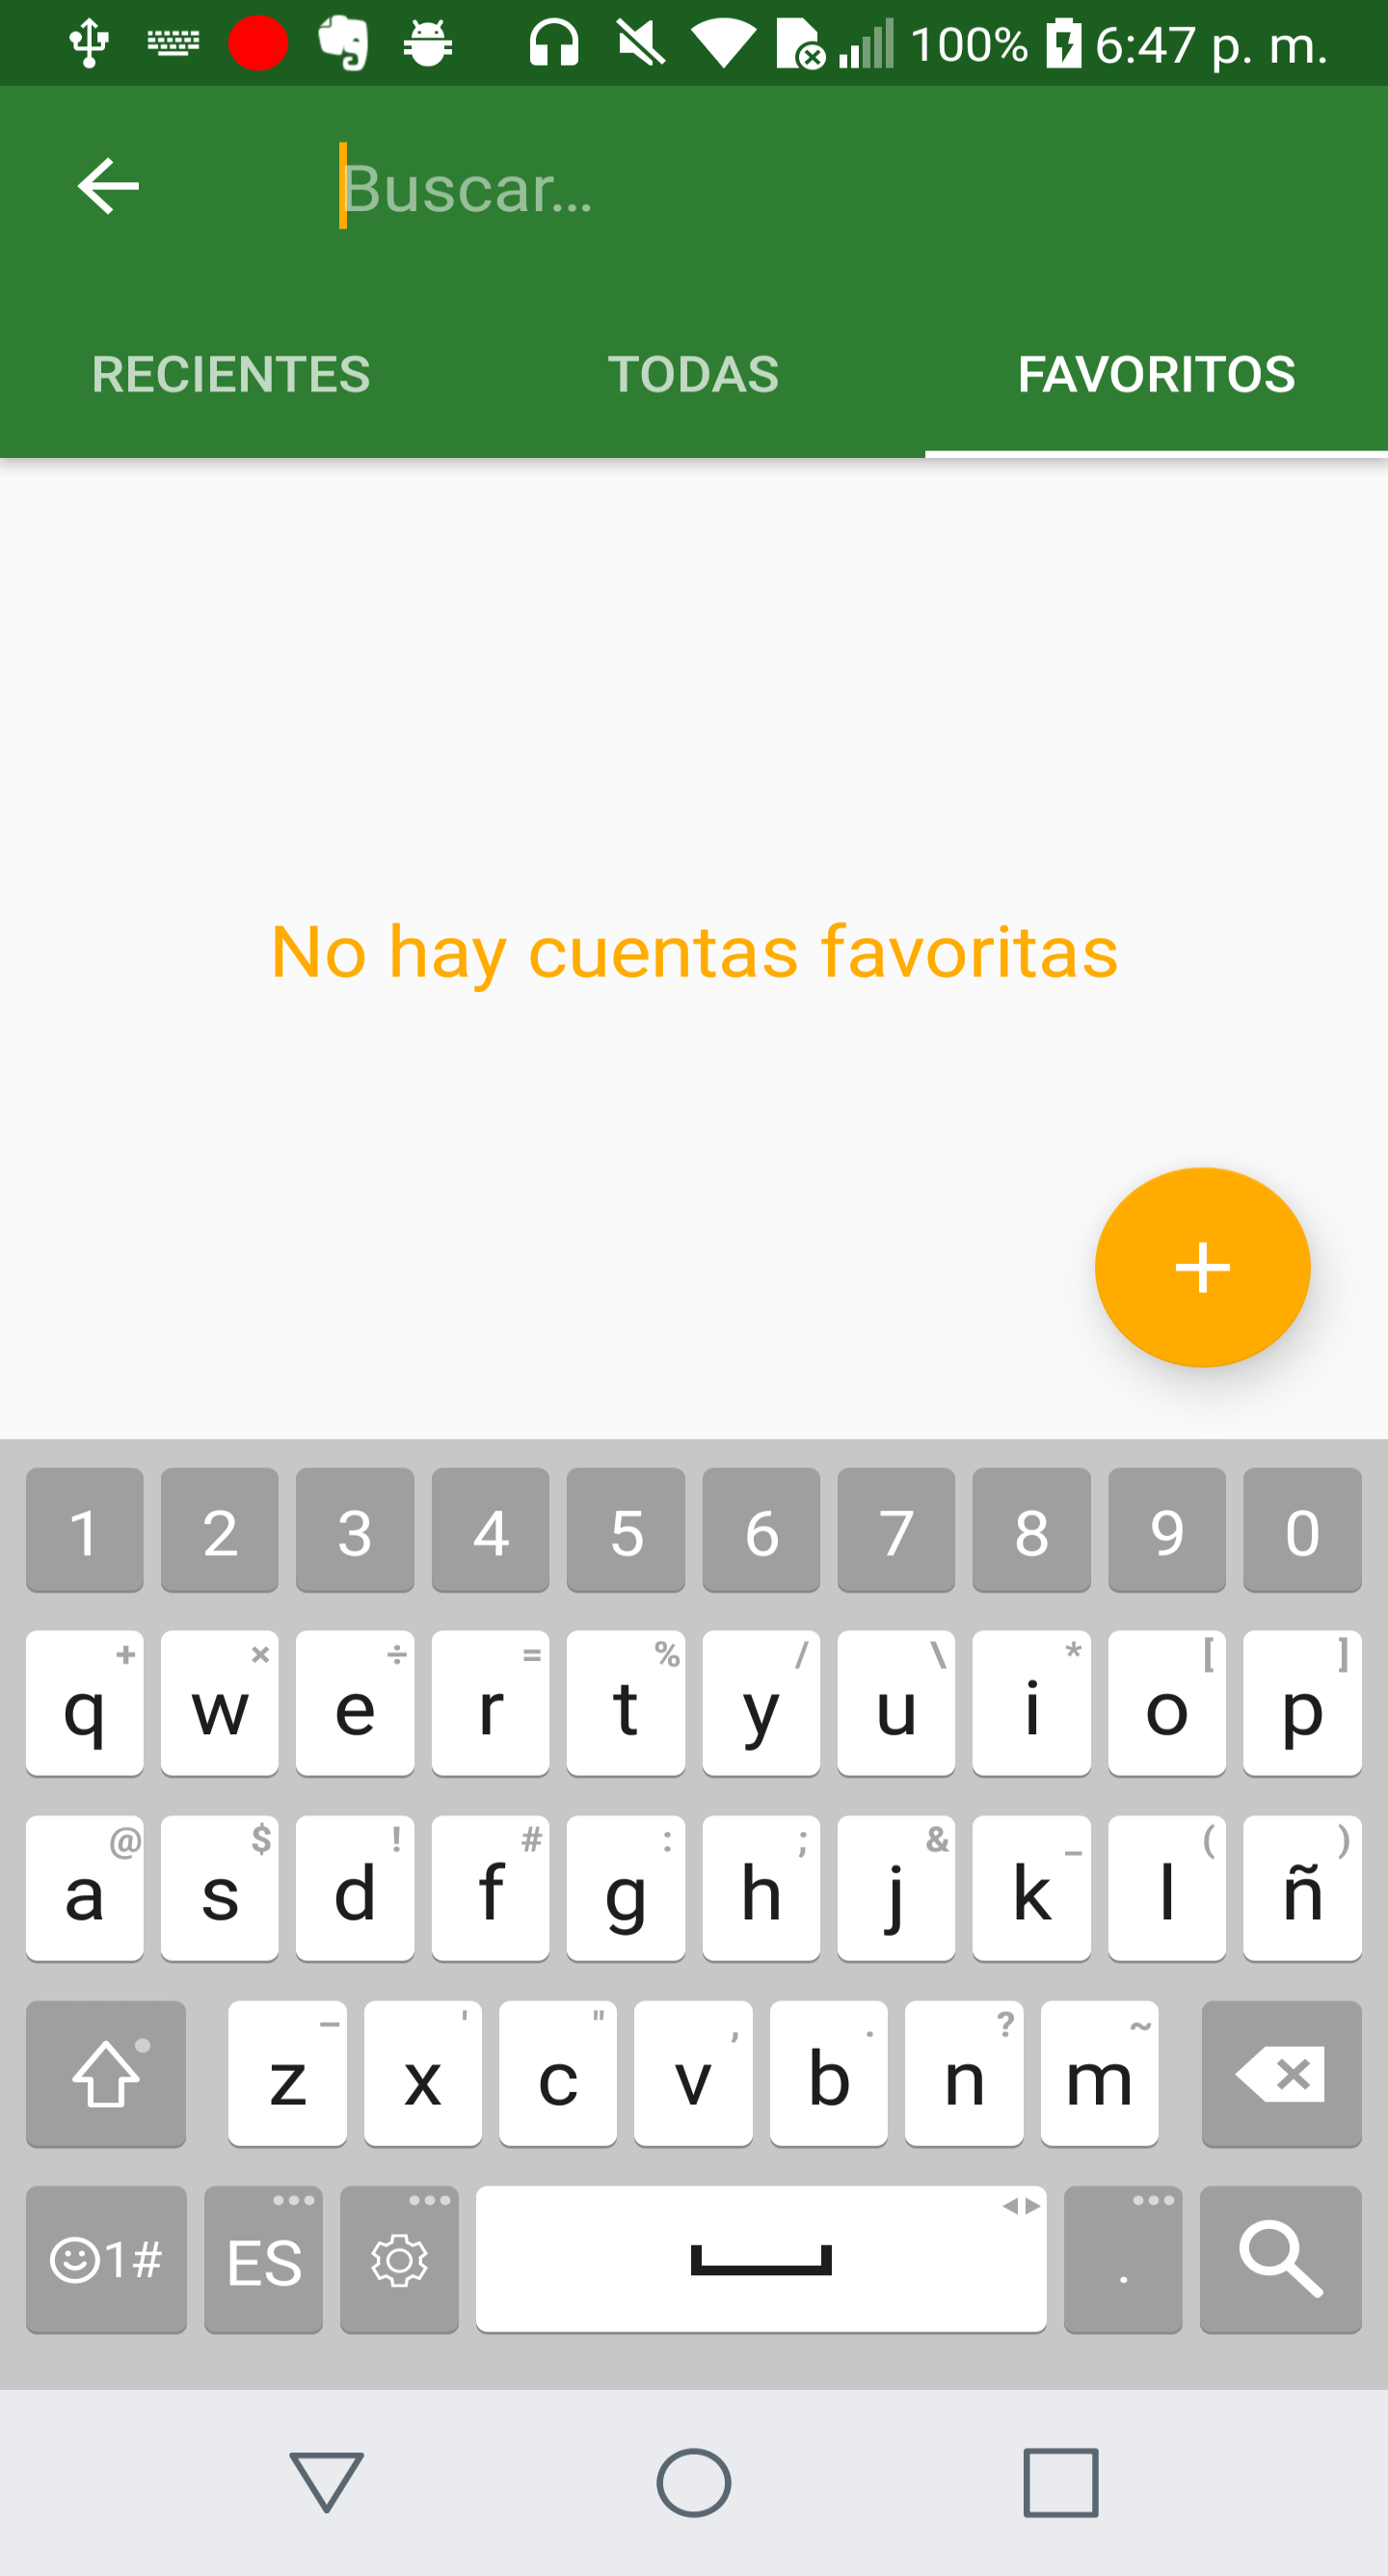 100% 6:47 p. m.
Buscar...
RECIENTES TODAS FAVORITOS
No hay cuentas favoritas
+
1 2 3 4 5 6 7 8 9 0
+ × ÷ = % / \ * [ ]
q w e r t y u i o p
@ $ ! # : ; & _ ( )
a s d f g h j k l ñ
– ' " , . ? ~
z x c v b n m
1# ES .